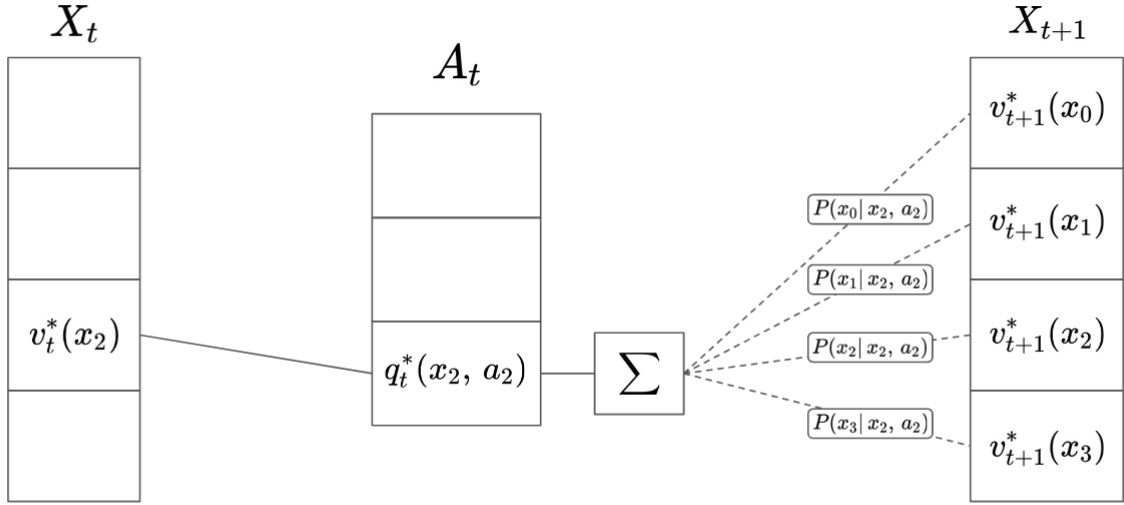 X_t
A_t
X_{t+1}
v^*_{t+1}(x_0)
P(x_0| x_2, a_2)
v^*_{t+1}(x_1)
P(x_1| x_2, a_2)
v^*_t(x_2)
q^*_t(x_2, a_2)
∑
P(x_2| x_2, a_2)
v^*_{t+1}(x_2)
P(x_3| x_2, a_2)
v^*_{t+1}(x_3)